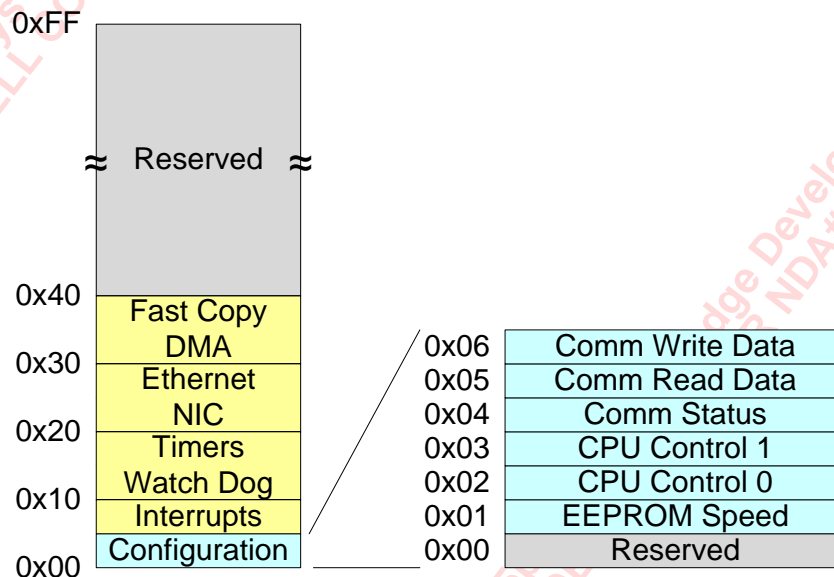 0xFF
Reserved
0x40
Fast Copy
DMA
0x30
Ethernet
NIC
0x20
Timers
Watch Dog
0x10
Interrupts
Configuration
0x00
0x06 Comm Write Data
0x05 Comm Read Data
0x04 Comm Status
0x03 CPU Control 1
0x02 CPU Control 0
0x01 EEPROM Speed
0x00 Reserved